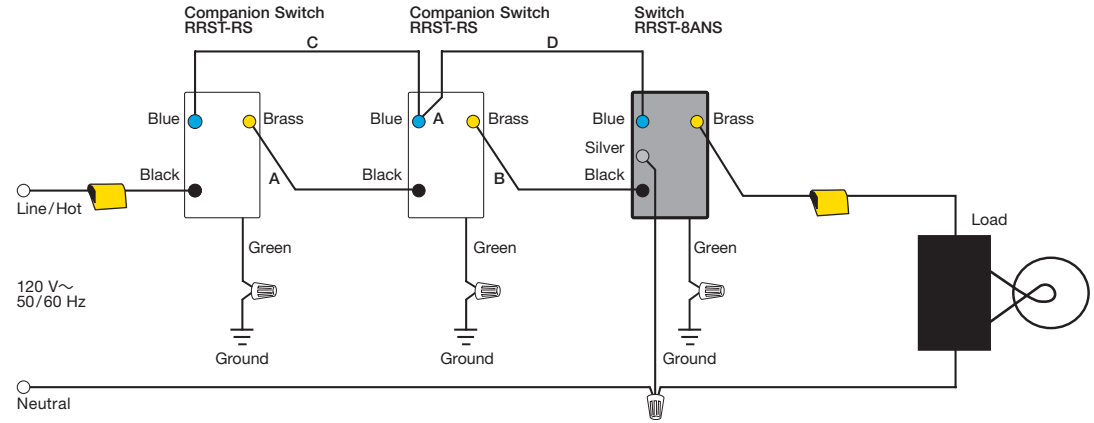 Companion Switch
RRST-RS
Companion Switch
RRST-RS
Switch
RRST-8ANS
C
D
Blue
Brass
Blue
A
Brass
Blue
Brass
Silver
Black
A
Black
B
Black
Line/Hot
Load
Green
Green
Green
120 V~
50/60 Hz
Ground
Ground
Ground
Neutral